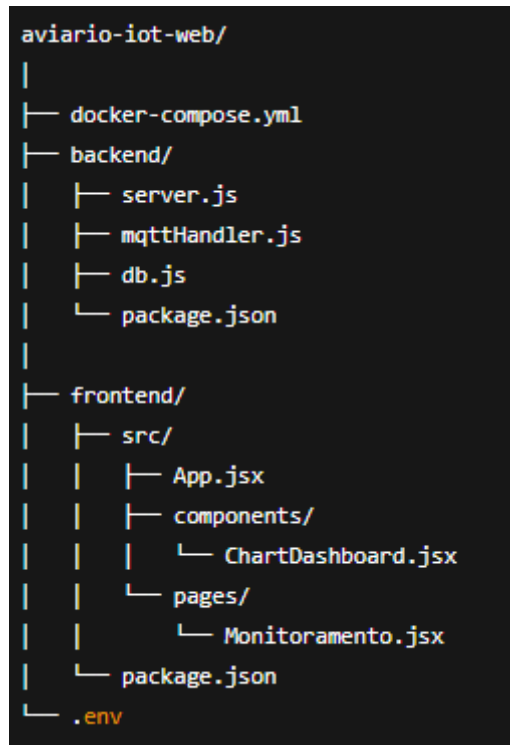 aviario-iot-web/
│
├── docker-compose.yml
├── backend/
│   ├── server.js
│   ├── mqttHandler.js
│   ├── db.js
│   └── package.json
│
├── frontend/
│   ├── src/
│   │   ├── App.jsx
│   │   ├── components/
│   │   │   └── ChartDashboard.jsx
│   │   └── pages/
│   │       └── Monitoramento.jsx
│   └── package.json
└── .env